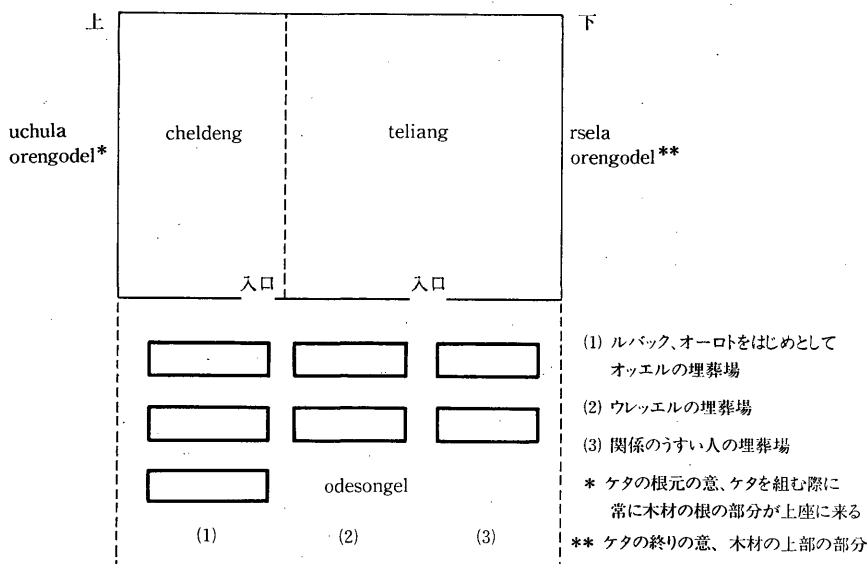 上
下
uchula
orengodel*
cheldeng
teliang
rsela
orengodel**
入口
入口
(1) ルバック、オーロトをはじめとして
オッエルの埋葬場
(2) ウレッエルの埋葬場
(3) 関係のうすい人の埋葬場
odesongel
* ケタの根元の意、ケタを組む際に
常に木材の根の部分が上座に来る
(1)
(2)
(3)
** ケタの終りの意、木材の上部の部分